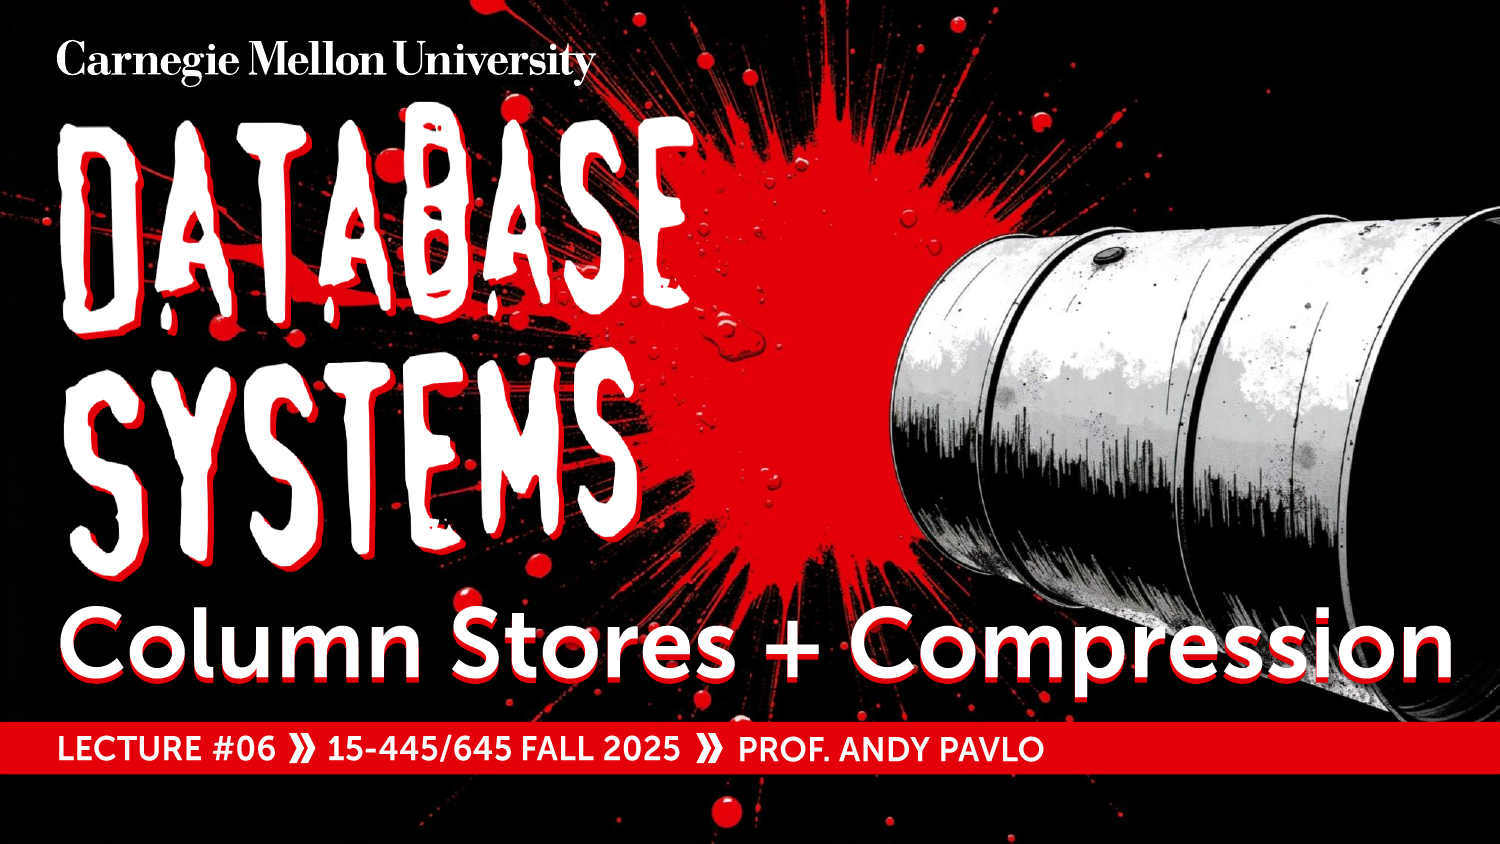 Carnegie Mellon University
DATABASE
SYSTEMS
Column Stores + Compression
LECTURE #06 » 15-445/645 FALL 2025 » PROF. ANDY PAVLO